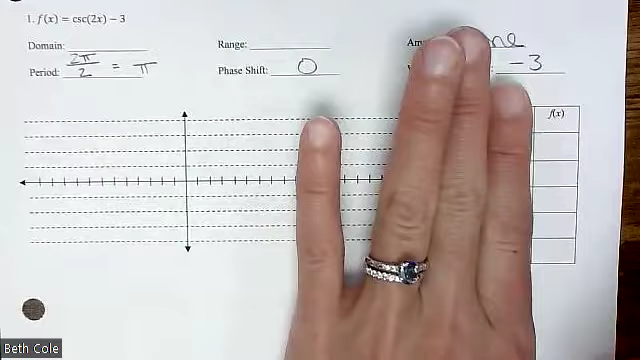 1. f(x) = csc(2x) − 3
Domain: Range: 
Period: 2π/2 = π Phase Shift: 0 −3
f(x)
Beth Cole